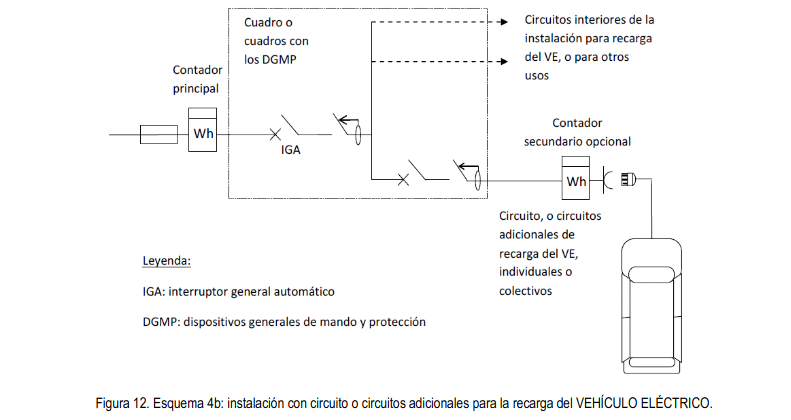 Cuadro o
cuadros con
los DGMP
Circuitos interiores de la
instalación para recarga
del VE, o para otros
usos
Contador
principal
Wh
IGA
Contador
secundario opcional
Wh
Circuito, o circuitos
adicionales de
recarga del VE,
individuales o
colectivos
Leyenda:
IGA: interruptor general automático
DGMP: dispositivos generales de mando y protección
Figura 12. Esquema 4b: instalación con circuito o circuitos adicionales para la recarga del VEHÍCULO ELÉCTRICO.